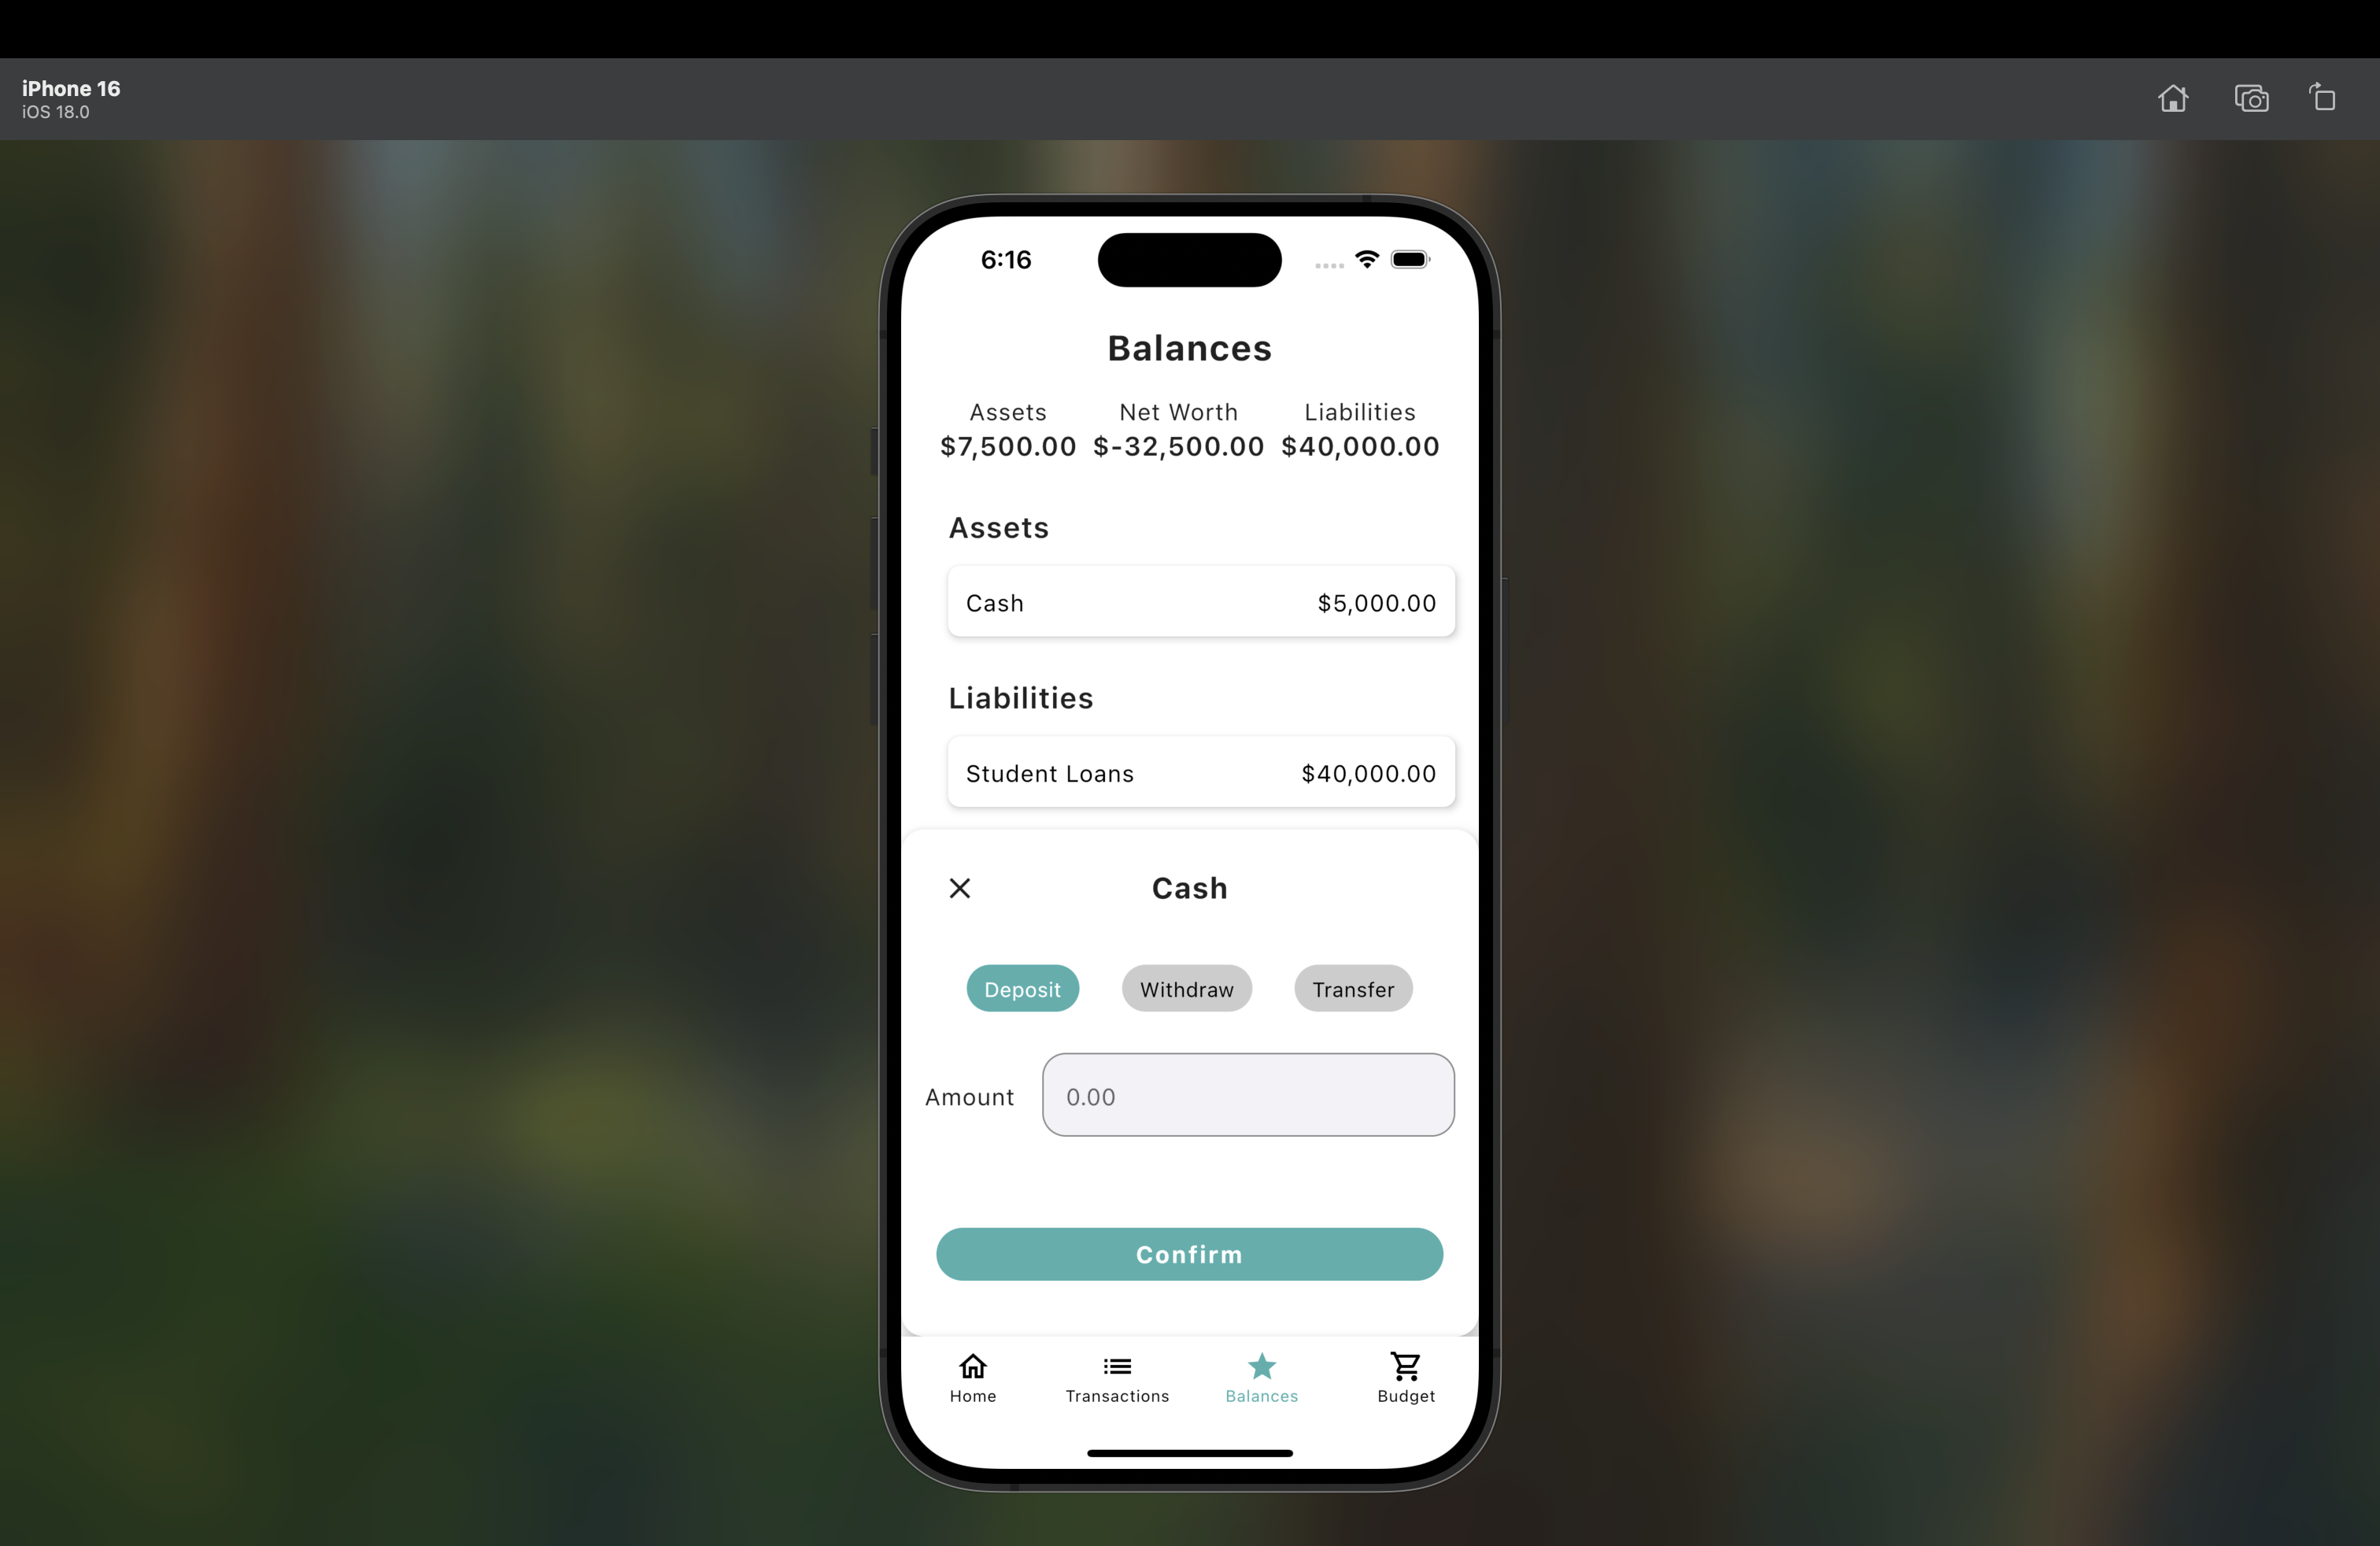 iPhone 16
iOS 18.0
6:16
Balances
Assets Net Worth Liabilities
$7,500.00 $-32,500.00 $40,000.00
Assets
Cash $5,000.00
Liabilities
Student Loans $40,000.00
Cash
Deposit Withdraw Transfer
Amount 0.00
Confirm
Home Transactions Balances Budget